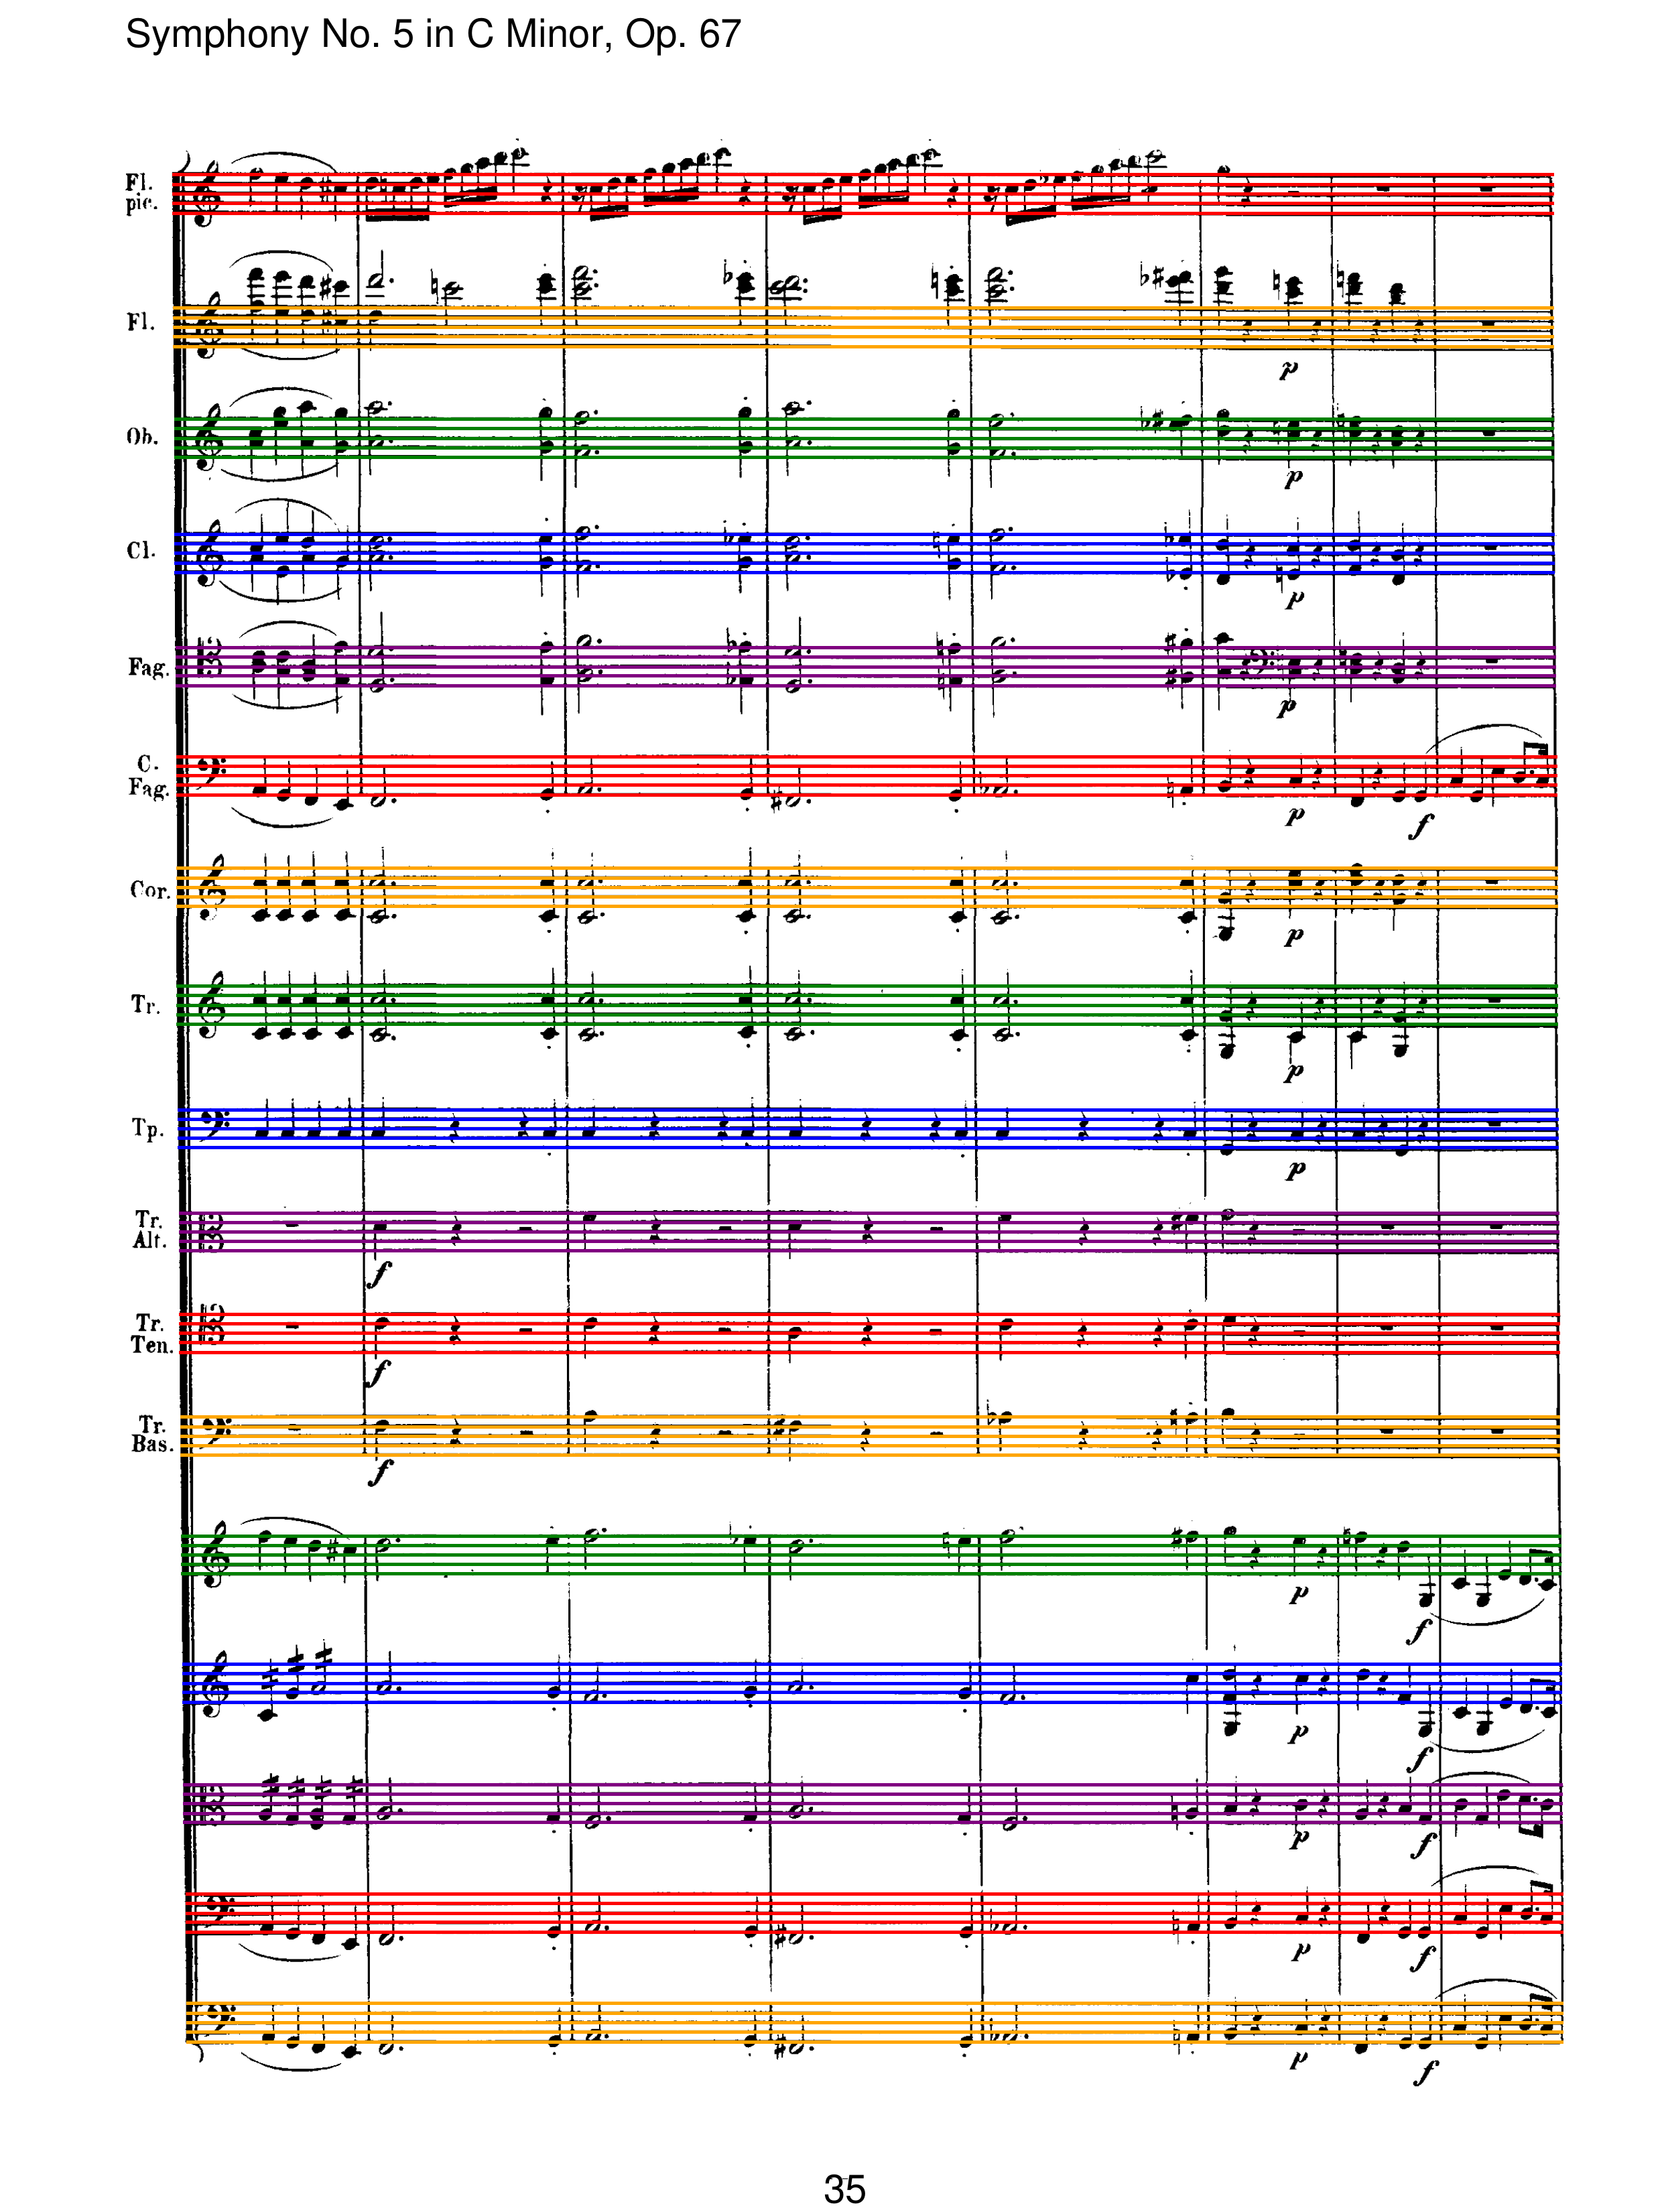 Symphony No. 5 in C Minor, Op. 67
Fl.
pic.
Fl.
p
Ob.
p
Cl.
p
Fag.
p
C.
Fag.
p
f
Cor.
p
Tr.
p
Tp.
p
Tr.
Alt.
f
Tr.
Ten.
f
Tr.
Bas.
f
p
f
p
f
p
f
p
f
p
f
35